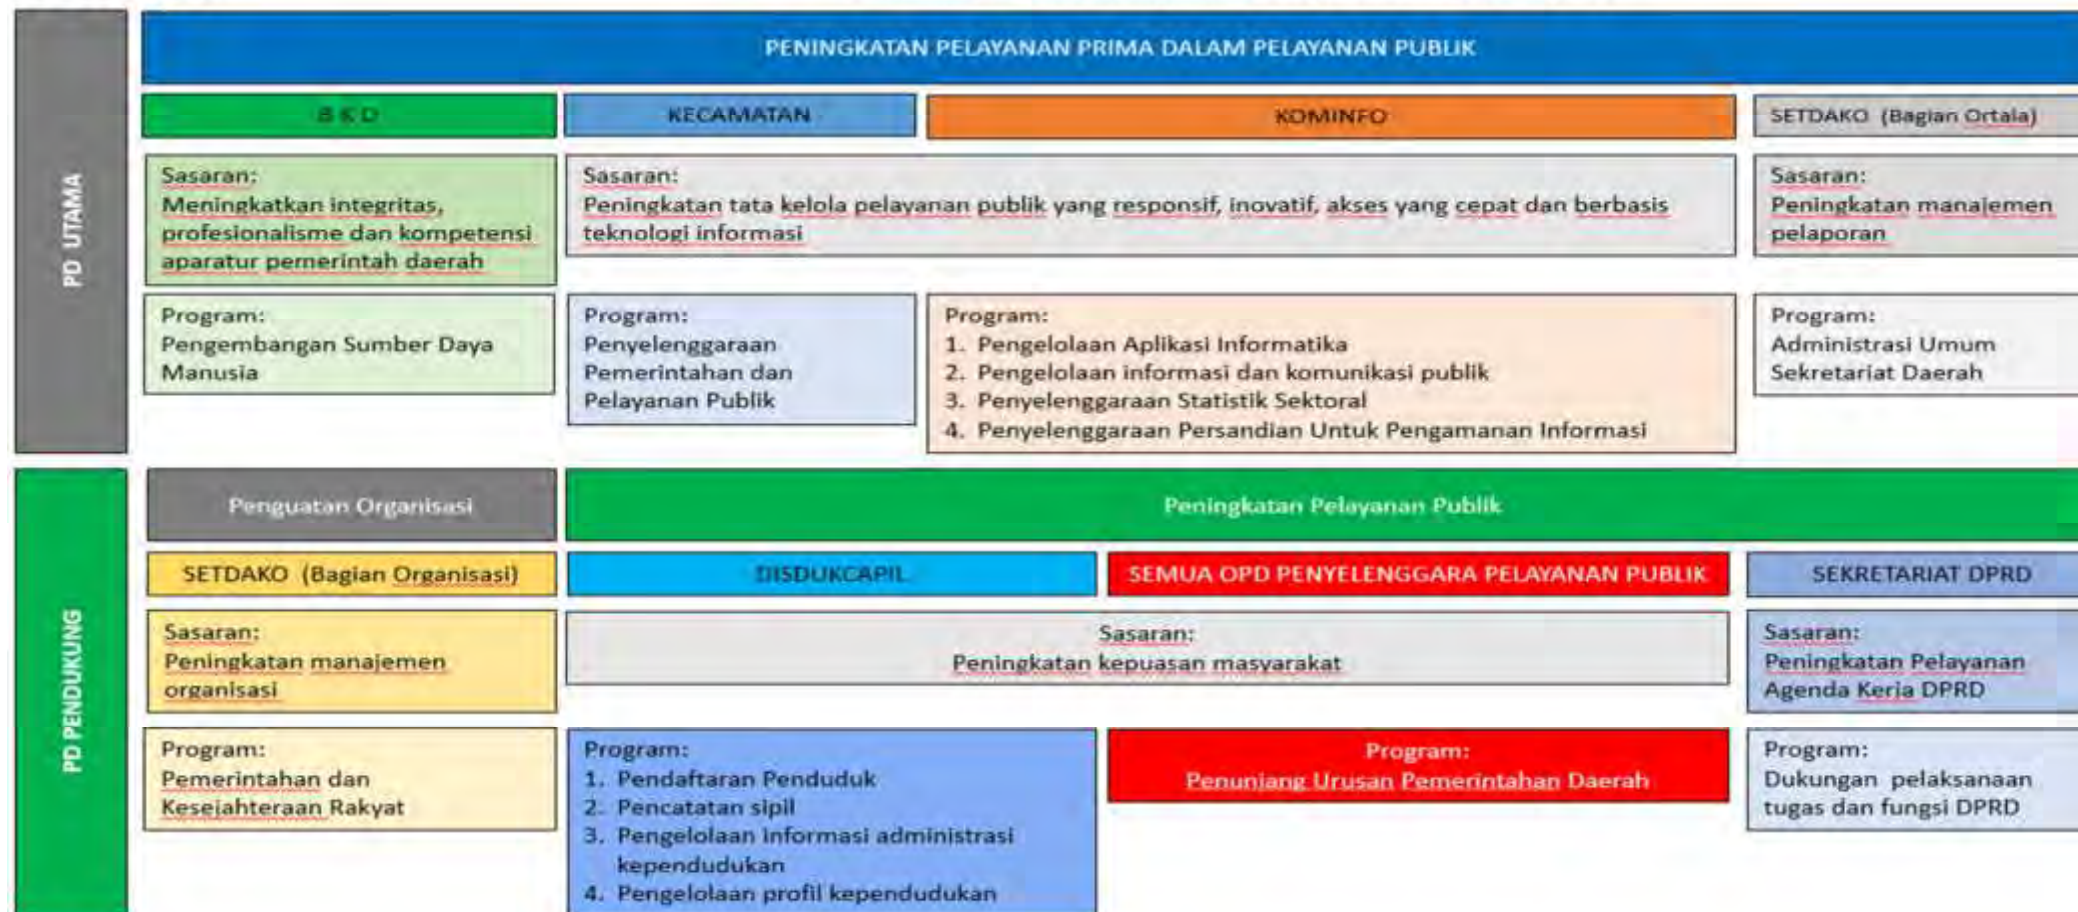 PENINGKATAN PELAYANAN PRIMA DALAM PELAYANAN PUBLIK
PD UTAMA
B K D
KECAMATAN
KOMINFO
SETDAKO (Bagian Ortala)
Sasaran:
Meningkatkan integritas,
profesionalisme dan kompetensi
aparatur pemerintah daerah
Sasaran:
Peningkatan tata kelola pelayanan publik yang responsif, inovatif, akses yang cepat dan berbasis
teknologi informasi
Sasaran:
Peningkatan manajemen
pelaporan
Program:
Pengembangan Sumber Daya
Manusia
Program:
Penyelenggaraan
Pemerintahan dan
Pelayanan Publik
Program:
1. Pengelolaan Aplikasi Informatika
2. Pengelolaan informasi dan komunikasi publik
3. Penyelenggaraan Statistik Sektoral
4. Penyelenggaraan Persandian Untuk Pengamanan Informasi
Program:
Administrasi Umum
Sekretariat Daerah
PD PENDUKUNG
Penguatan Organisasi
Peningkatan Pelayanan Publik
SETDAKO (Bagian Organisasi)
DISDUKCAPIL
SEMUA OPD PENYELENGGARA PELAYANAN PUBLIK
SEKRETARIAT DPRD
Sasaran:
Peningkatan manajemen
organisasi
Sasaran:
Peningkatan kepuasan masyarakat
Sasaran:
Peningkatan Pelayanan
Agenda Kerja DPRD
Program:
Pemerintahan dan
Kesejahteraan Rakyat
Program:
1. Pendaftaran Penduduk
2. Pencatatan sipil
3. Pengelolaan informasi administrasi
kependudukan
4. Pengelolaan profil kependudukan
Program:
Penunjang Urusan Pemerintahan Daerah
Program:
Dukungan pelaksanaan
tugas dan fungsi DPRD